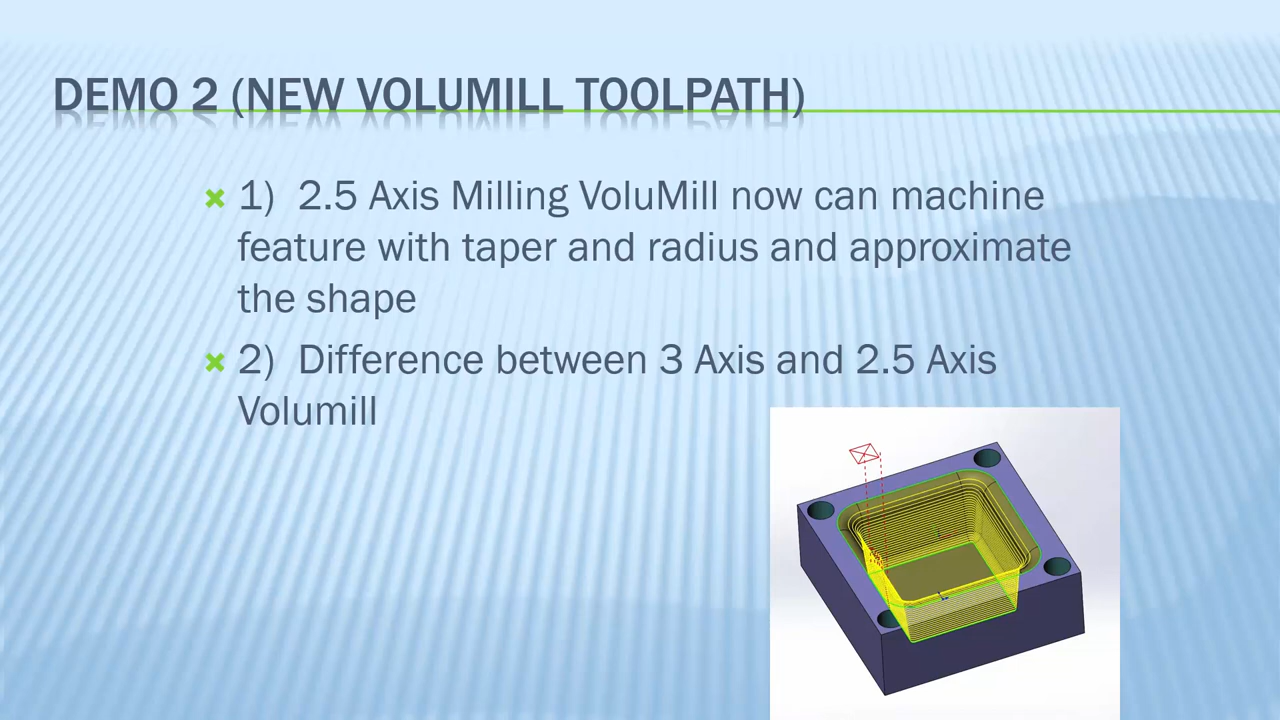 DEMO 2 (NEW VOLUMILL TOOLPATH)
1) 2.5 Axis Milling VoluMill now can machine
feature with taper and radius and approximate
the shape
2) Difference between 3 Axis and 2.5 Axis
Volumill